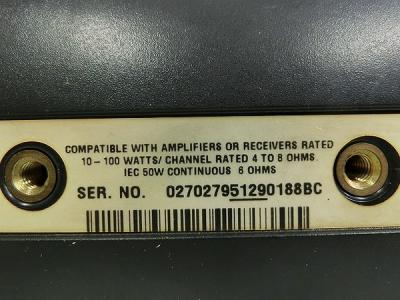 COMPATIBLE WITH AMPLIFIERS OR RECEIVERS RATED
10-100 WATTS/ CHANNEL RATED 4 TO 8 OHMS
IEC 50W CONTINUOUS 6 OHMS
SER. NO. 027027951290188BC